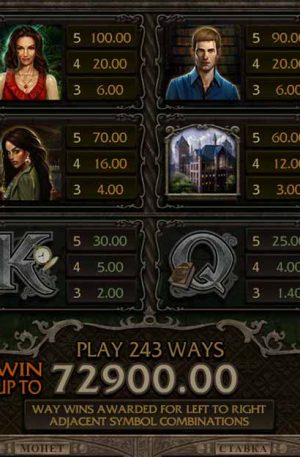 5 100.00 5 90.00
4 20.00 4 20.00
3 6.00 3 6.00
5 70.00 5 60.00
4 16.00 4 12.00
3 4.00 3 3.00
K 5 30.00 Q 5 25.00
4 5.00 4 4.00
3 2.00 3 1.40
PLAY 243 WAYS
WIN
UP TO 72900.00
WAY WINS AWARDED FOR LEFT TO RIGHT
ADJACENT SYMBOL COMBINATIONS
МОНЕТ СТАВКА